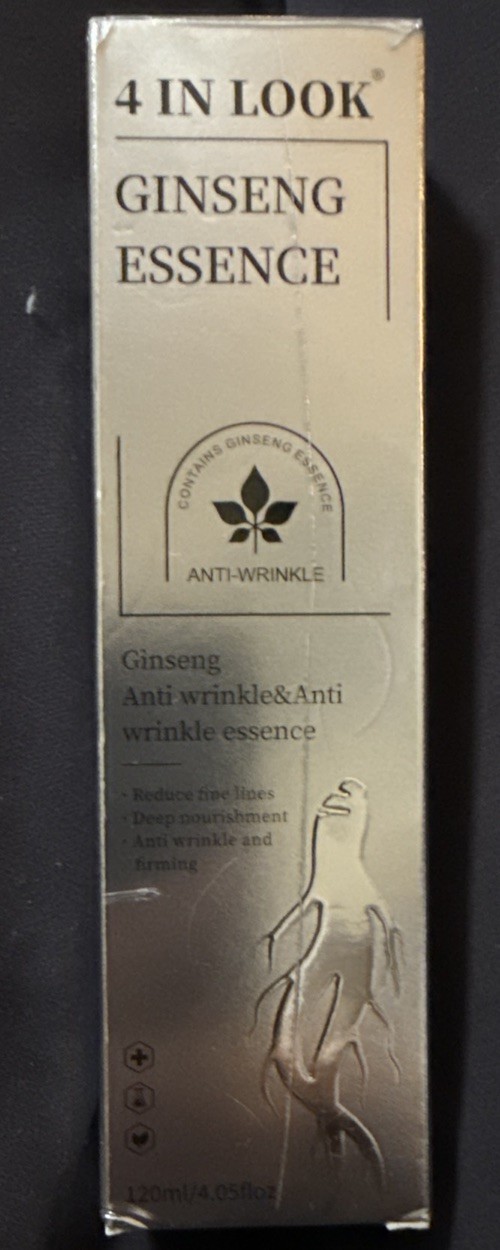 4 IN LOOK®
GINSENG
ESSENCE
CONTAINS GINSENG ESSENCE
ANTI-WRINKLE
Ginseng
Anti wrinkle&Anti
wrinkle essence
· Reduce fine lines
· Deep nourishment
· Anti wrinkle and
firming
120ml/4.05floz